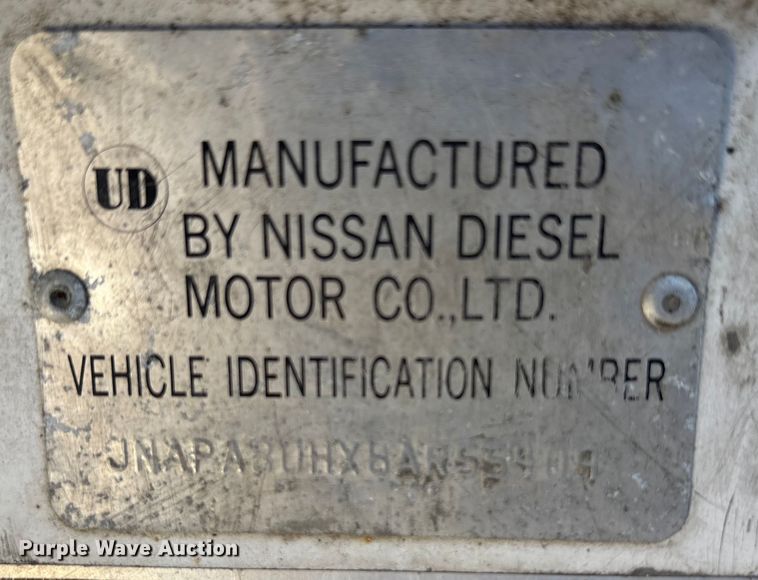 UD MANUFACTURED
BY NISSAN DIESEL
MOTOR CO.,LTD.
VEHICLE IDENTIFICATION NUMBER
Purple Wave Auction